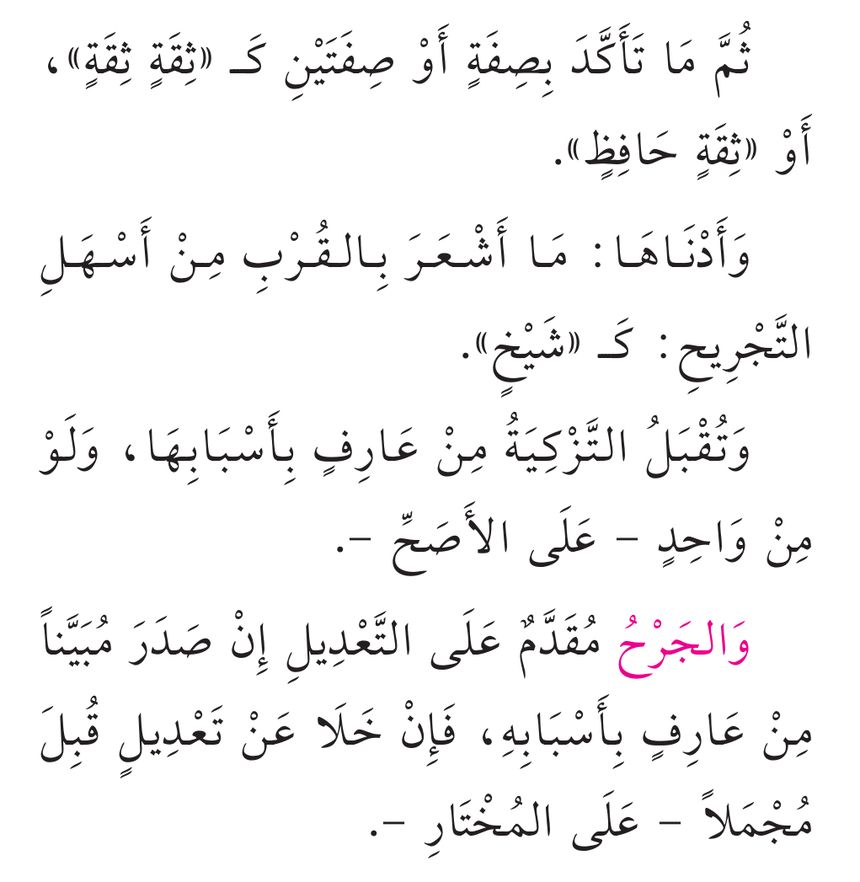 ثُمَّ مَا تَأَكَّدَ بِصِفَةٍ أَوْ صِفَتَيْنِ كَـ «ثِقَةٍ ثِقَةٍ»،
أَوْ «ثِقَةٍ حَافِظٍ».
وَأَدْنَاهَا: مَا أَشْعَرَ بِالقُرْبِ مِنْ أَسْهَلِ
التَّجْرِيحِ: كَـ «شَيْخٍ».
وَتُقْبَلُ التَّزْكِيَةُ مِنْ عَارِفٍ بِأَسْبَابِهَا، وَلَوْ
مِنْ وَاحِدٍ – عَلَى الأَصَحِّ –.
وَالجَرْحُ مُقَدَّمٌ عَلَى التَّعْدِيلِ إِنْ صَدَرَ مُبَيَّناً
مِنْ عَارِفٍ بِأَسْبَابِهِ، فَإِنْ خَلَا عَنْ تَعْدِيلٍ قُبِلَ
مُجْمَلاً – عَلَى المُخْتَارِ –.